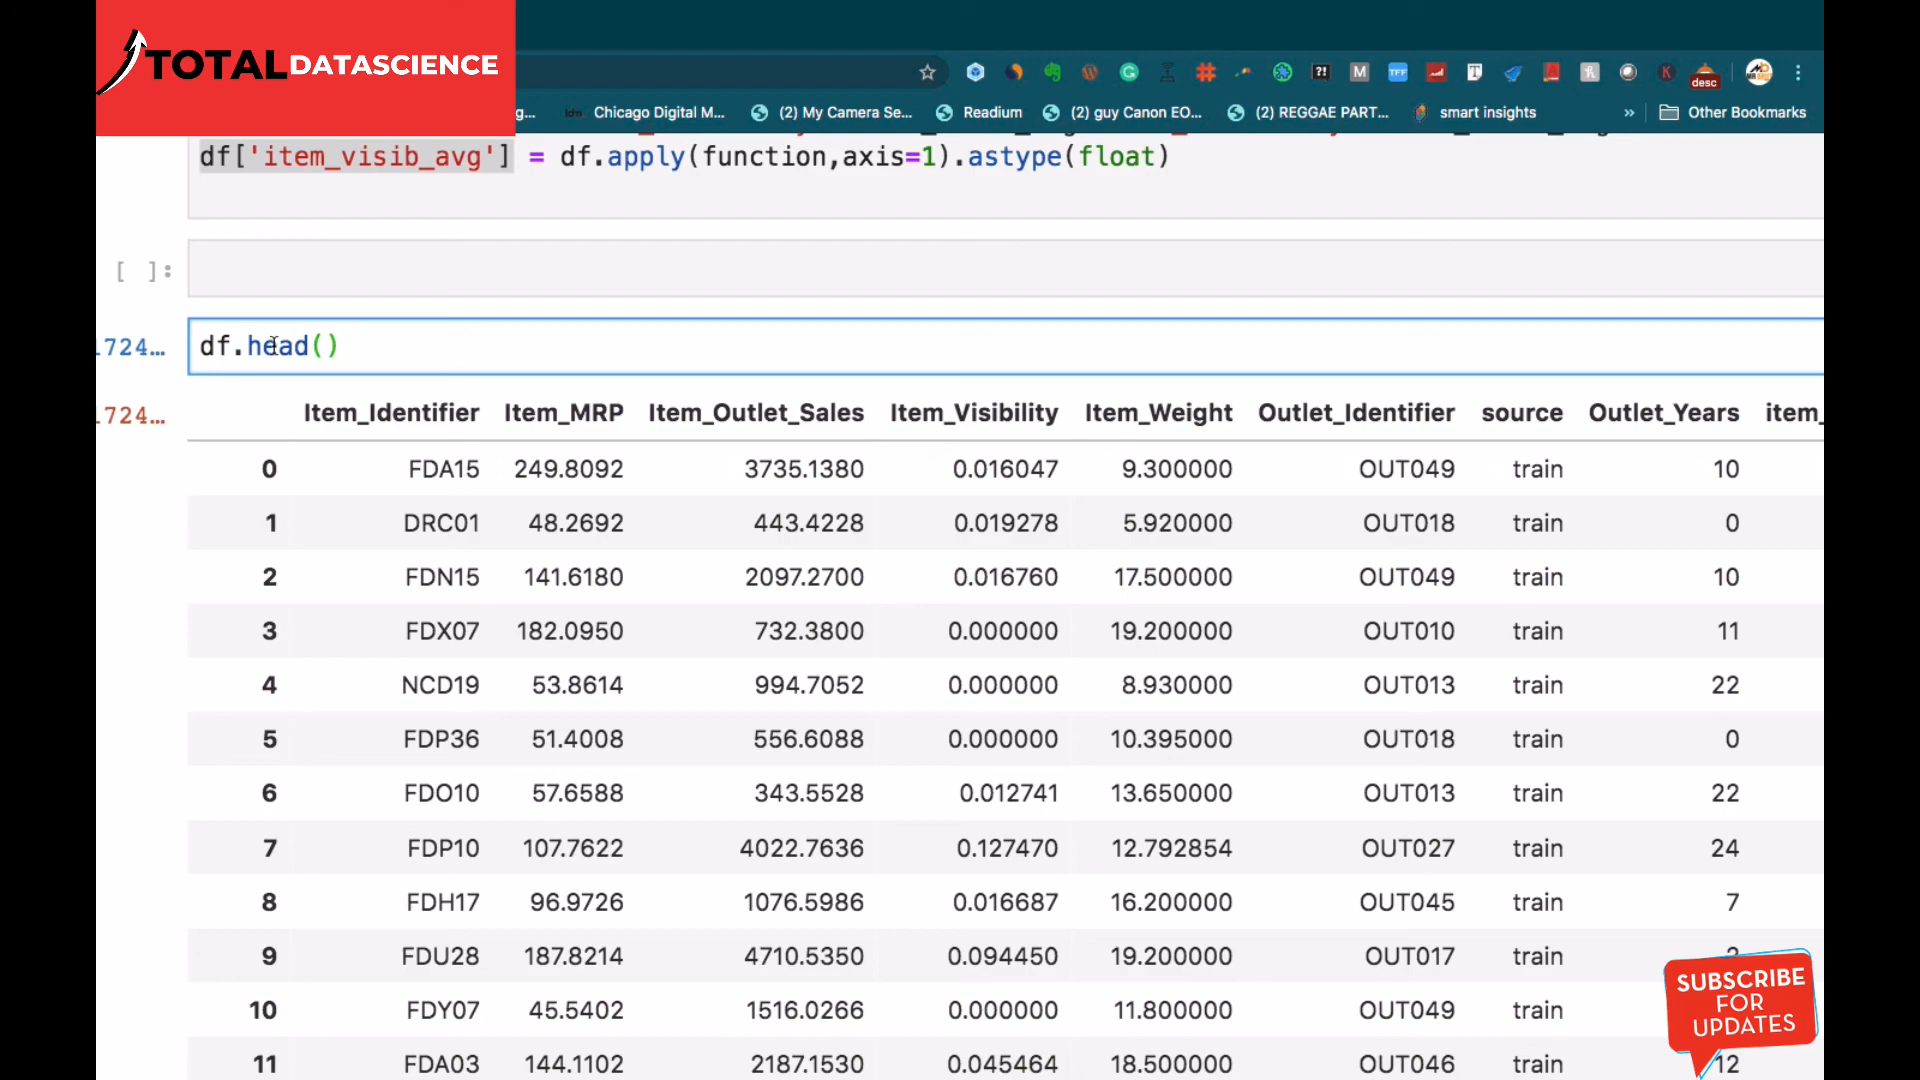 TOTALDATASCIENCE
desc
g...
Chicago Digital M...
(2) My Camera Se...
Readium
(2) guy Canon EO...
(2) REGGAE PART...
smart insights
»
Other Bookmarks
df['item_visib_avg'] = df.apply(function,axis=1).astype(float)
[ ]:
724…
df.head()
724…
Item_Identifier Item_MRP Item_Outlet_Sales Item_Visibility Item_Weight Outlet_Identifier source Outlet_Years item_
0 FDA15 249.8092 3735.1380 0.016047 9.300000 OUT049 train 10
1 DRC01 48.2692 443.4228 0.019278 5.920000 OUT018 train 0
2 FDN15 141.6180 2097.2700 0.016760 17.500000 OUT049 train 10
3 FDX07 182.0950 732.3800 0.000000 19.200000 OUT010 train 11
4 NCD19 53.8614 994.7052 0.000000 8.930000 OUT013 train 22
5 FDP36 51.4008 556.6088 0.000000 10.395000 OUT018 train 0
6 FDO10 57.6588 343.5528 0.012741 13.650000 OUT013 train 22
7 FDP10 107.7622 4022.7636 0.127470 12.792854 OUT027 train 24
8 FDH17 96.9726 1076.5986 0.016687 16.200000 OUT045 train 7
9 FDU28 187.8214 4710.5350 0.094450 19.200000 OUT017 train
10 FDY07 45.5402 1516.0266 0.000000 11.800000 OUT049 train
11 FDA03 144.1102 2187.1530 0.045464 18.500000 OUT046 train 12
SUBSCRIBE
FOR
UPDATES